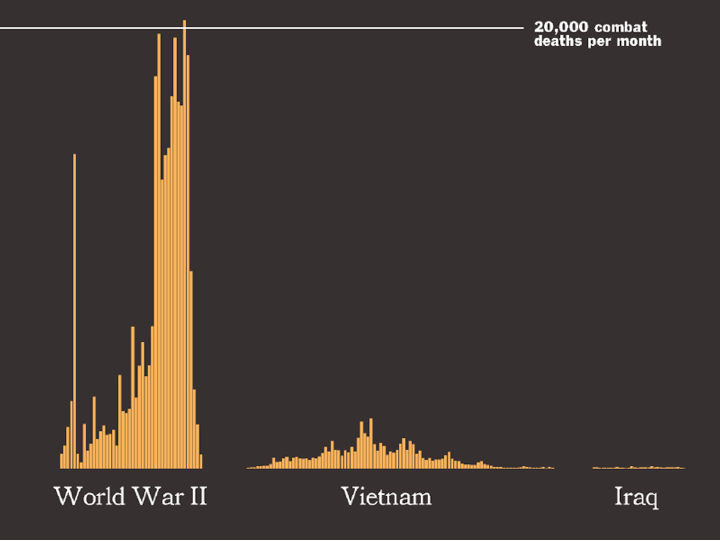 20,000 combat
deaths per month
World War II
Vietnam
Iraq